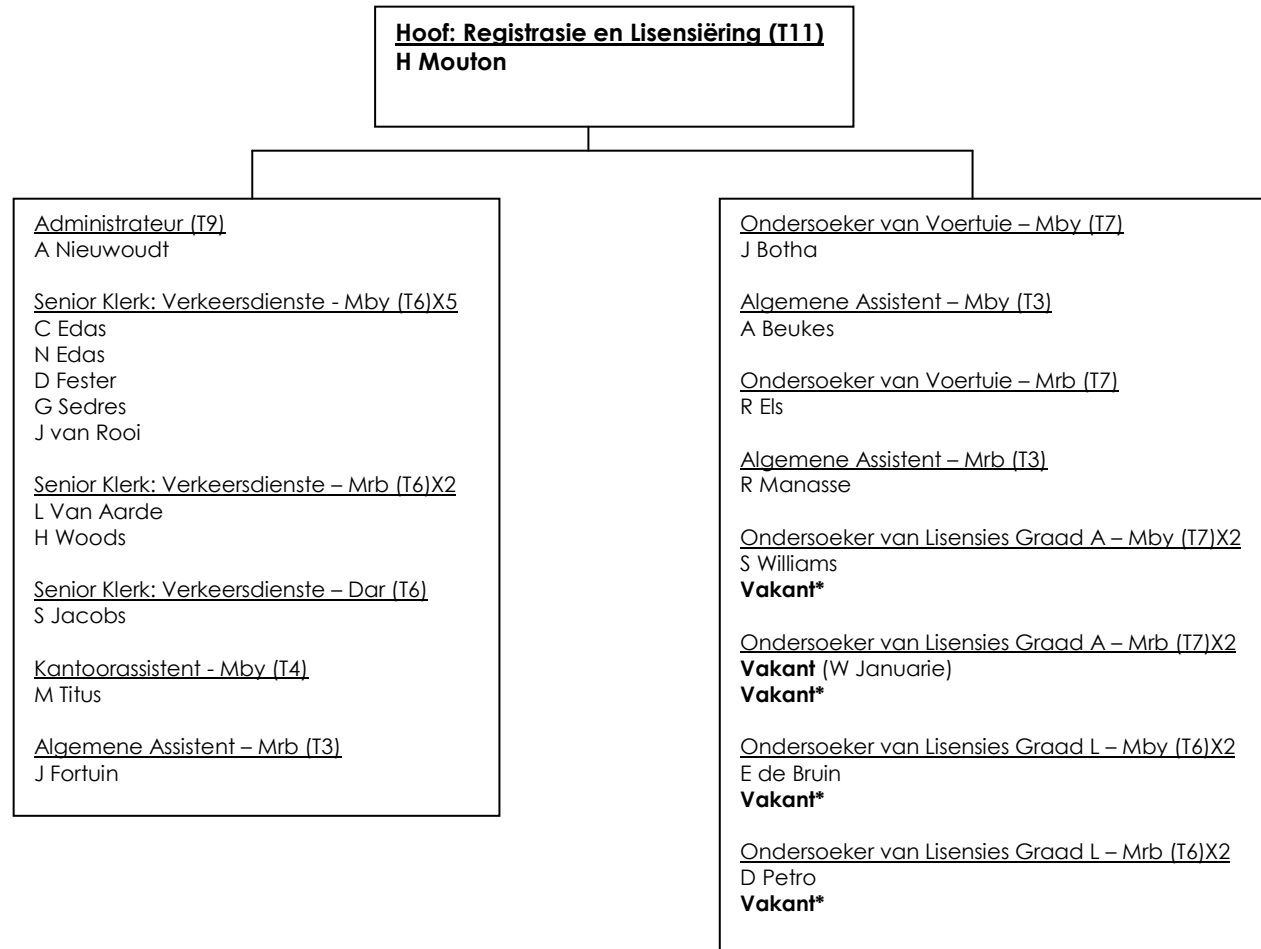 Hoof: Registrasie en Lisensiëring (T11)
H Mouton
Administrateur (T9)
A Nieuwoudt
Senior Klerk: Verkeersdienste - Mby (T6)X5
C Edas
N Edas
D Fester
G Sedres
J van Rooi
Senior Klerk: Verkeersdienste – Mrb (T6)X2
L Van Aarde
H Woods
Senior Klerk: Verkeersdienste – Dar (T6)
S Jacobs
Kantoorassistent - Mby (T4)
M Titus
Algemene Assistent – Mrb (T3)
J Fortuin
Ondersoeker van Voertuie – Mby (T7)
J Botha
Algemene Assistent – Mby (T3)
A Beukes
Ondersoeker van Voertuie – Mrb (T7)
R Els
Algemene Assistent – Mrb (T3)
R Manasse
Ondersoeker van Lisensies Graad A – Mby (T7)X2
S Williams
Vakant*
Ondersoeker van Lisensies Graad A – Mrb (T7)X2
Vakant (W Januarie)
Vakant*
Ondersoeker van Lisensies Graad L – Mby (T6)X2
E de Bruin
Vakant*
Ondersoeker van Lisensies Graad L – Mrb (T6)X2
D Petro
Vakant*